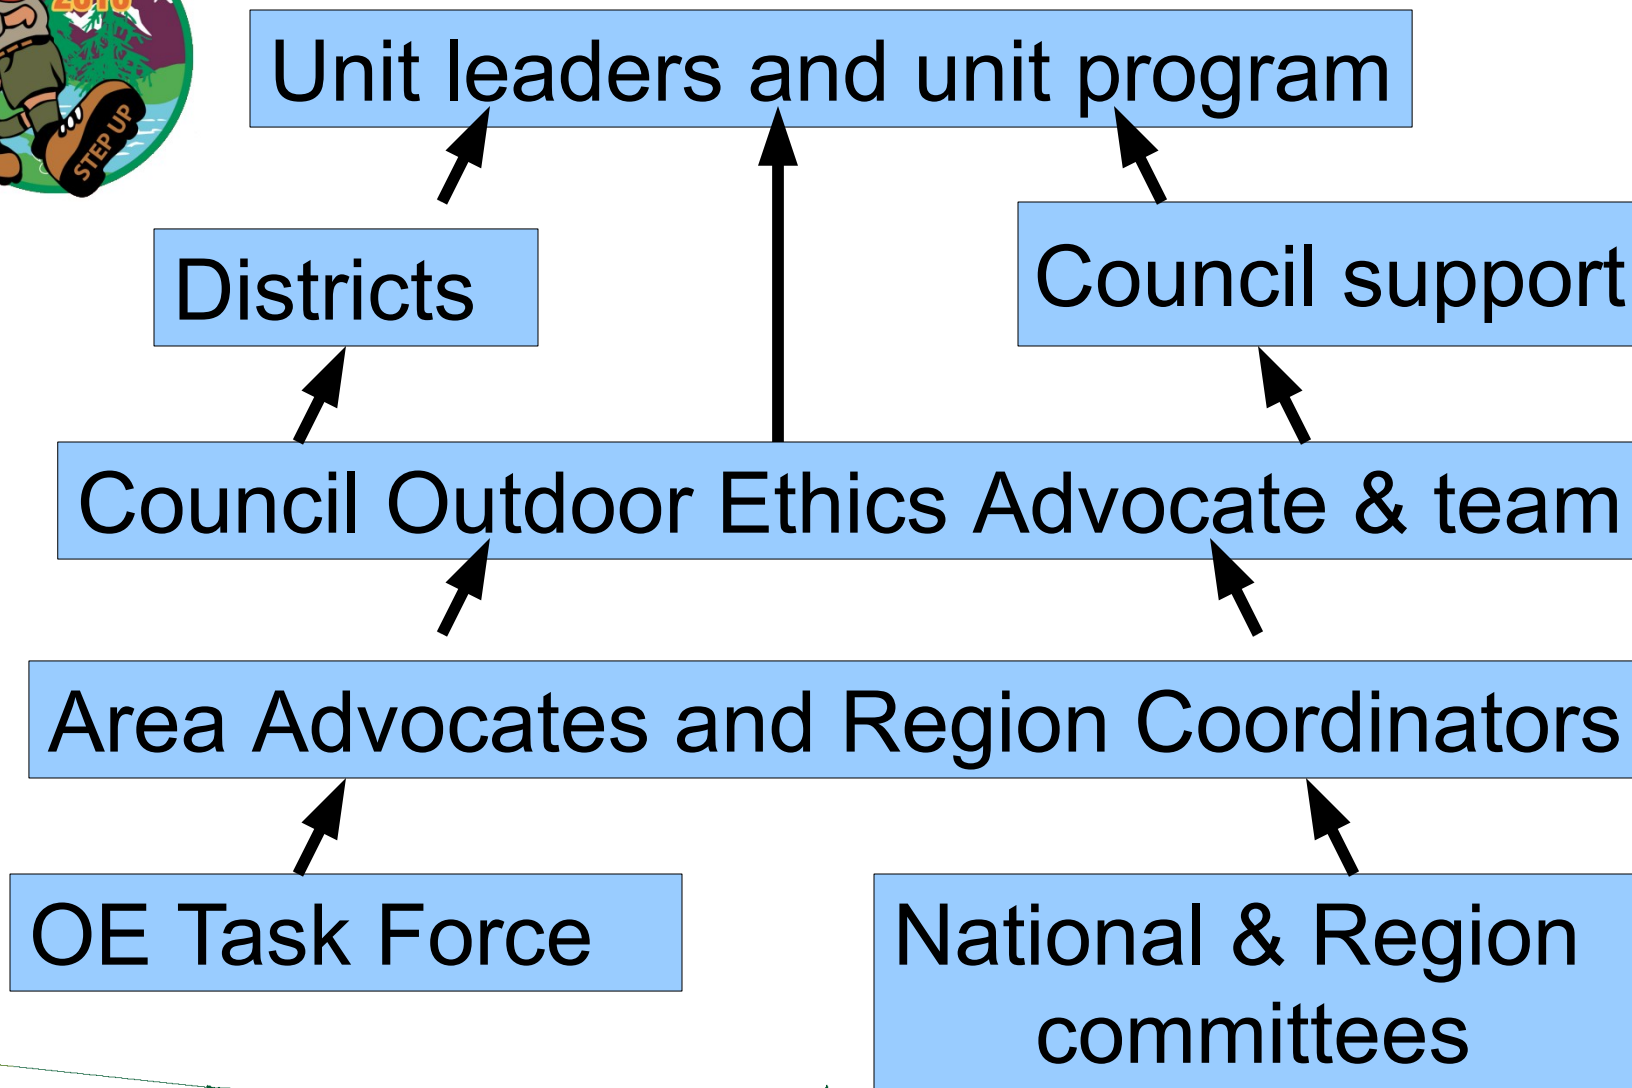 2016
STEP UP
Unit leaders and unit program
Districts
Council support
Council Outdoor Ethics Advocate & team
Area Advocates and Region Coordinators
OE Task Force
National & Region
committees